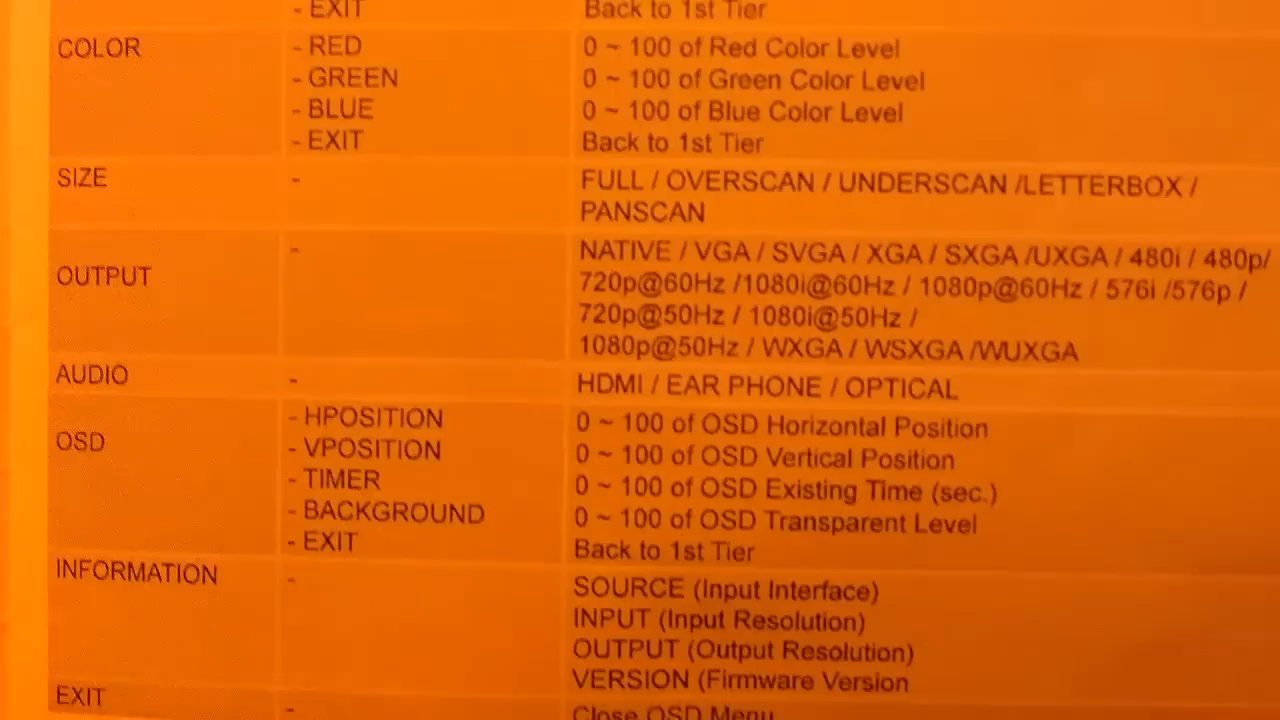 - EXIT Back to 1st Tier
COLOR - RED 0 ~ 100 of Red Color Level
- GREEN 0 ~ 100 of Green Color Level
- BLUE 0 ~ 100 of Blue Color Level
- EXIT Back to 1st Tier
SIZE - FULL / OVERSCAN / UNDERSCAN /LETTERBOX /
PANSCAN
OUTPUT - NATIVE / VGA / SVGA / XGA / SXGA /UXGA / 480i / 480p/
720p@60Hz /1080i@60Hz / 1080p@60Hz / 576i /576p /
720p@50Hz / 1080i@50Hz /
1080p@50Hz / WXGA / WSXGA /WUXGA
AUDIO - HDMI / EAR PHONE / OPTICAL
OSD - HPOSITION 0 ~ 100 of OSD Horizontal Position
- VPOSITION 0 ~ 100 of OSD Vertical Position
- TIMER 0 ~ 100 of OSD Existing Time (sec.)
- BACKGROUND 0 ~ 100 of OSD Transparent Level
- EXIT Back to 1st Tier
INFORMATION - SOURCE (Input Interface)
INPUT (Input Resolution)
OUTPUT (Output Resolution)
VERSION (Firmware Version
EXIT - Close OSD Menu